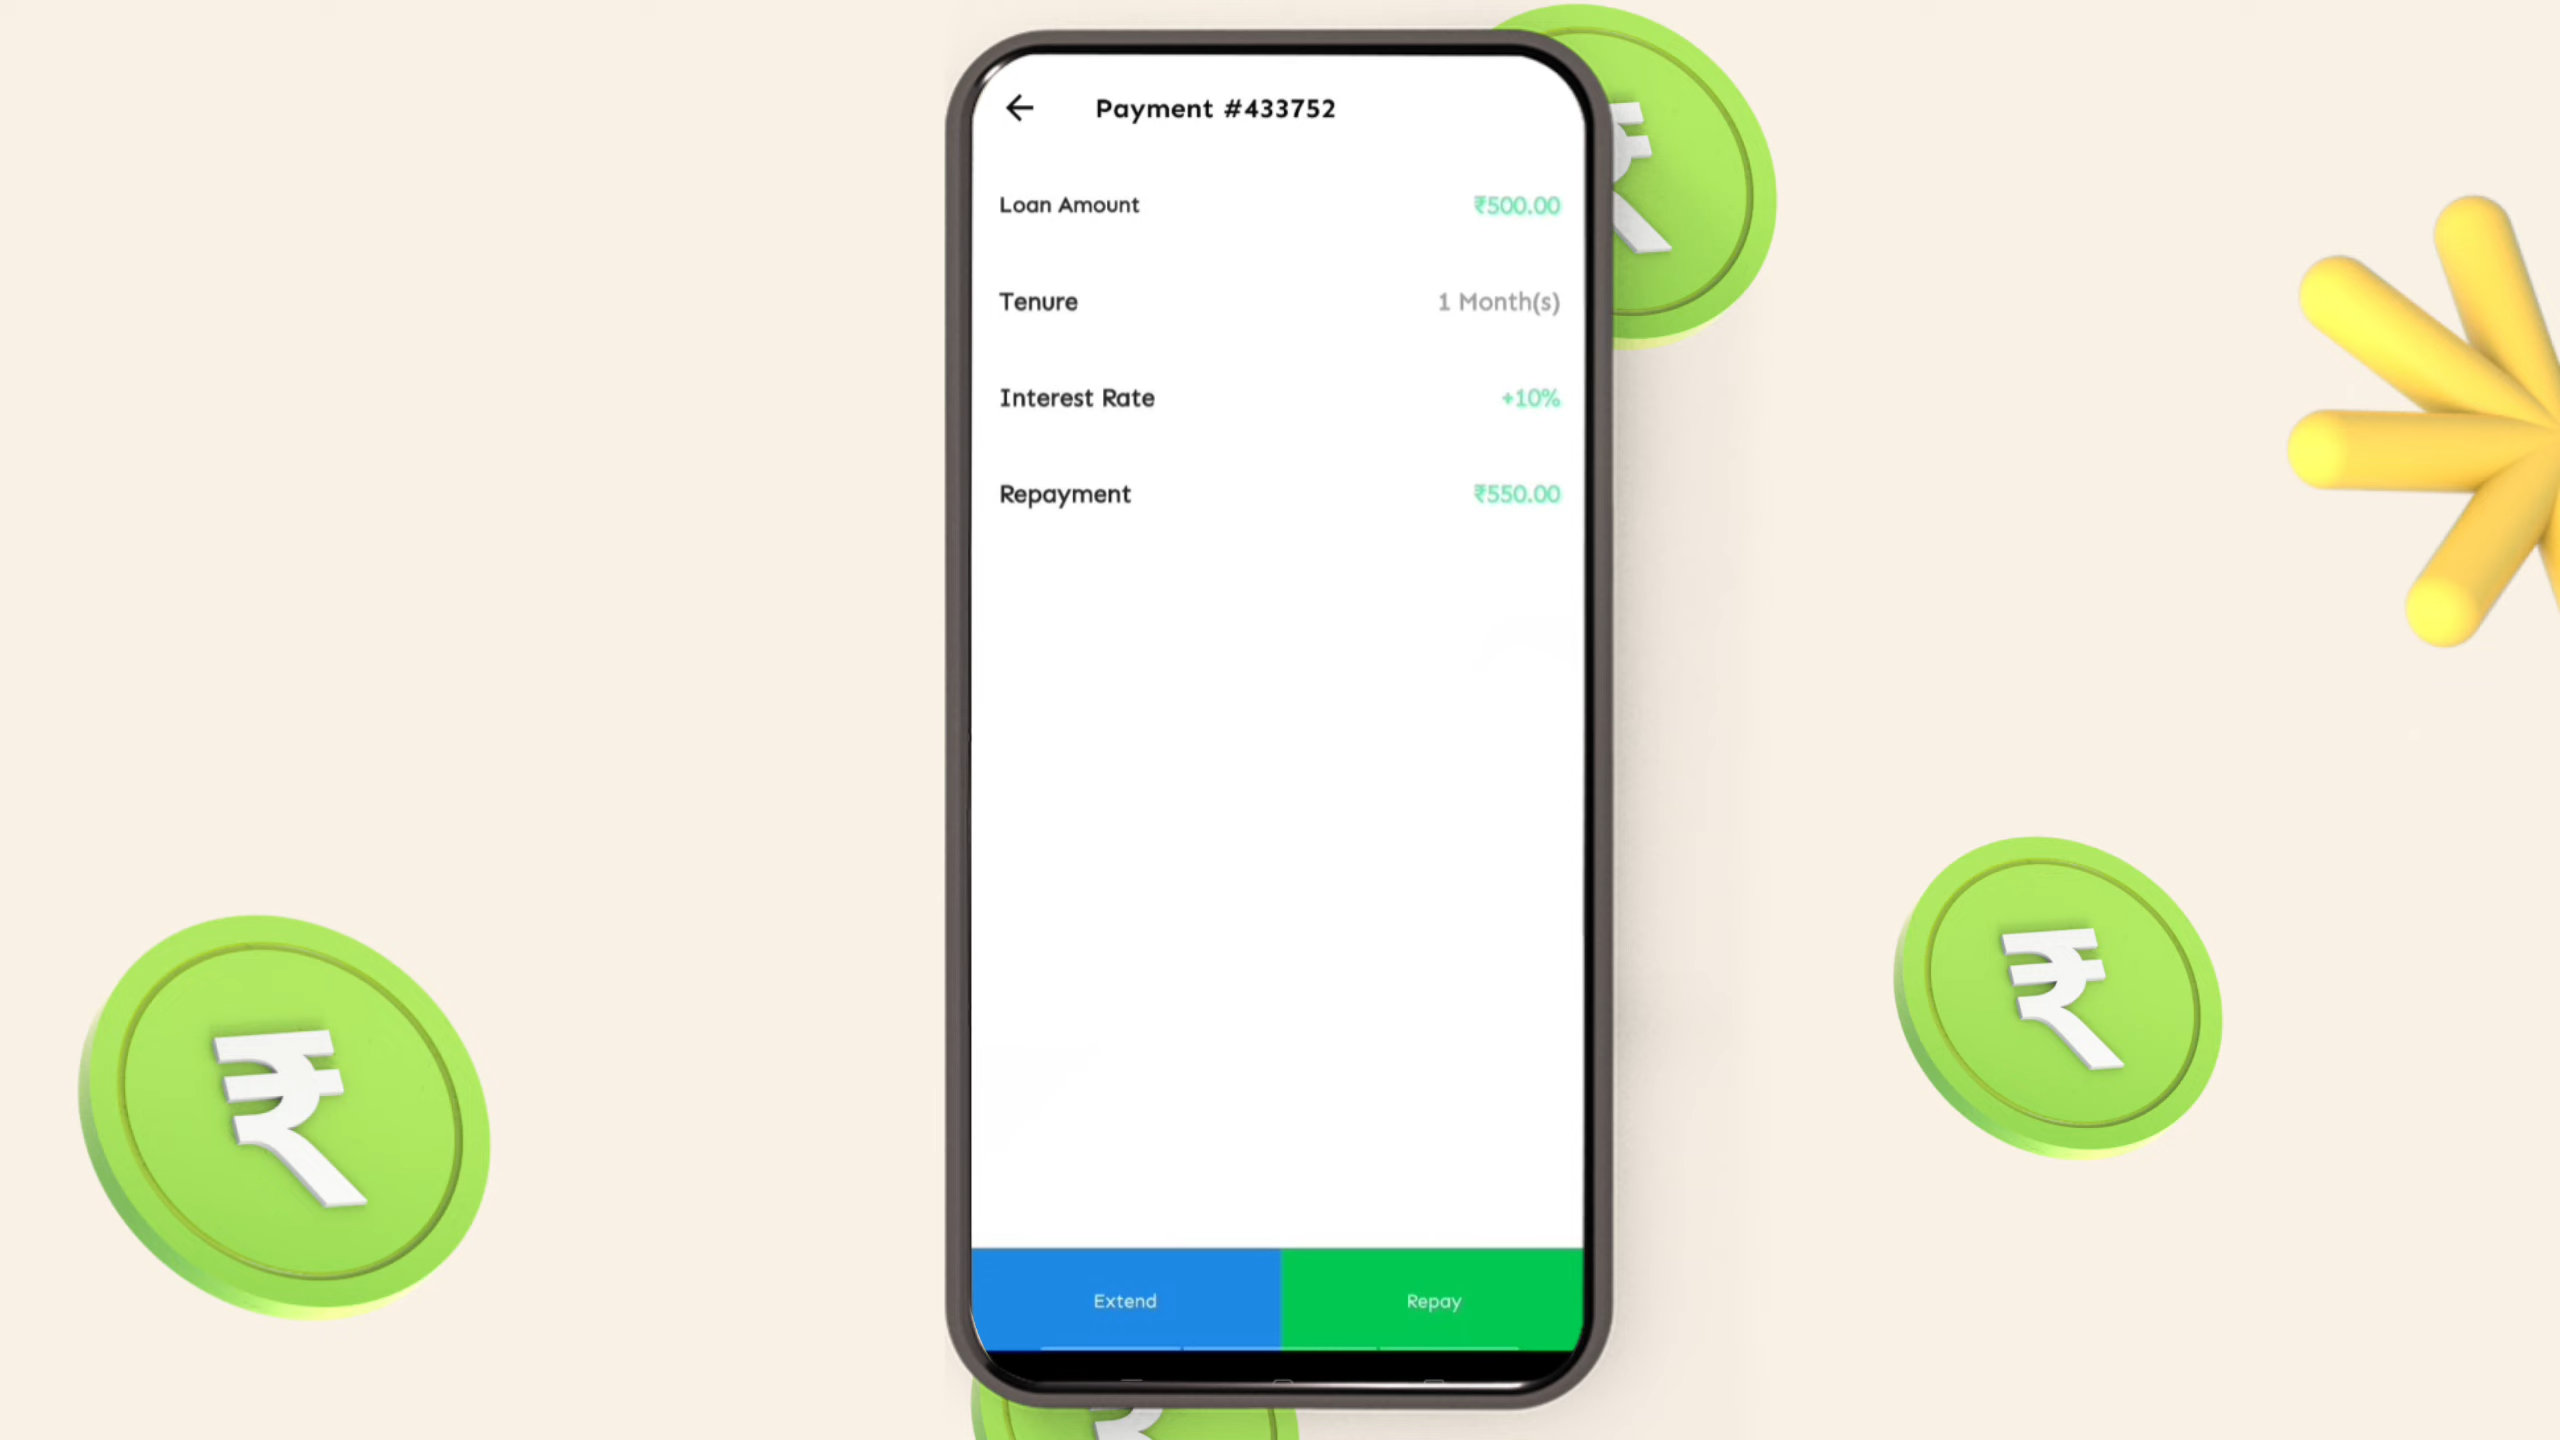 Payment #433752
Loan Amount ₹500.00
Tenure 1 Month(s)
Interest Rate +10%
Repayment ₹550.00
Extend Repay
₹
₹
₹
₹